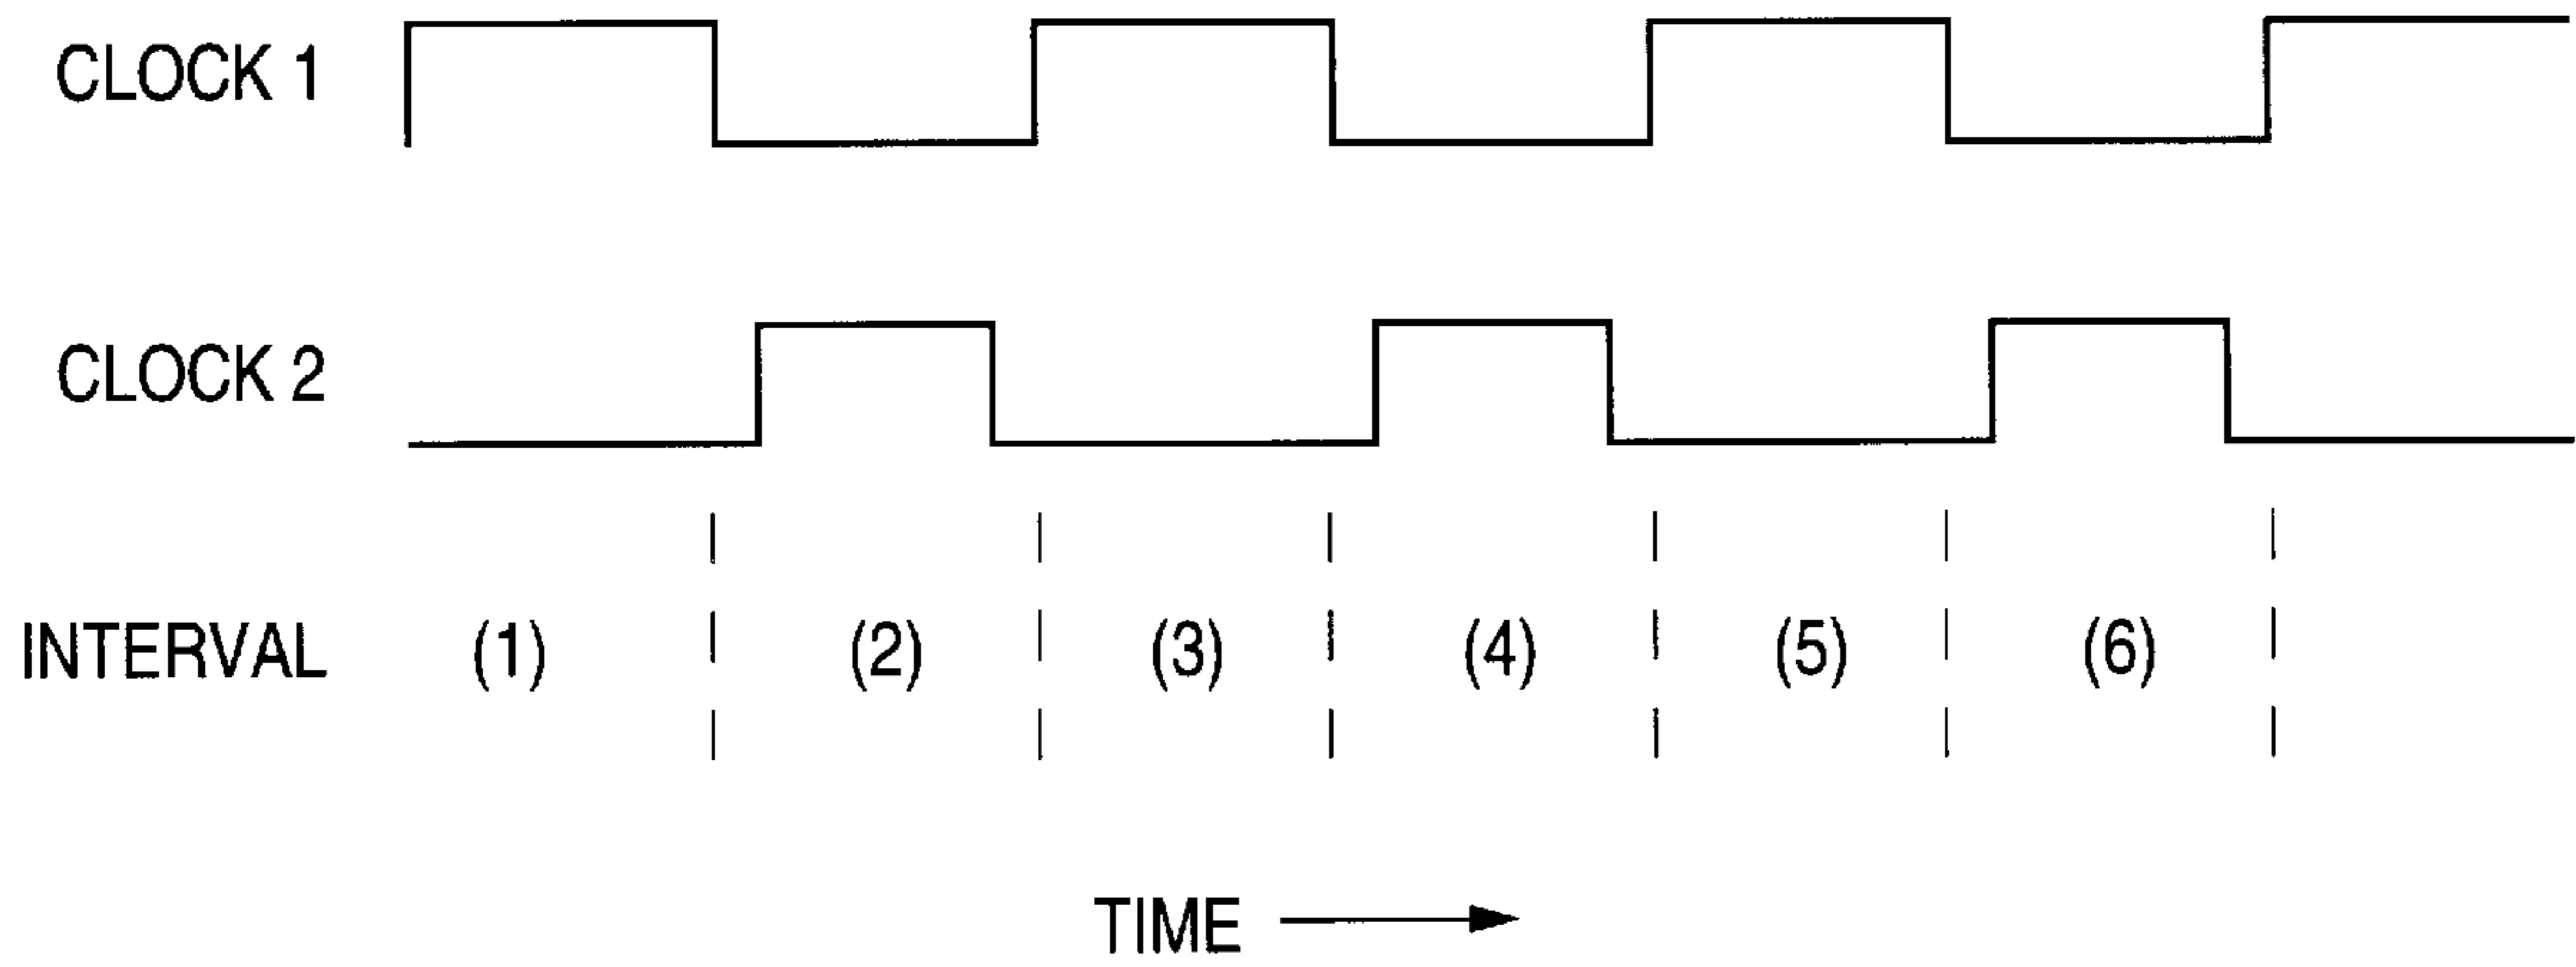 CLOCK 1
CLOCK 2
INTERVAL (1) (2) (3) (4) (5) (6)
TIME